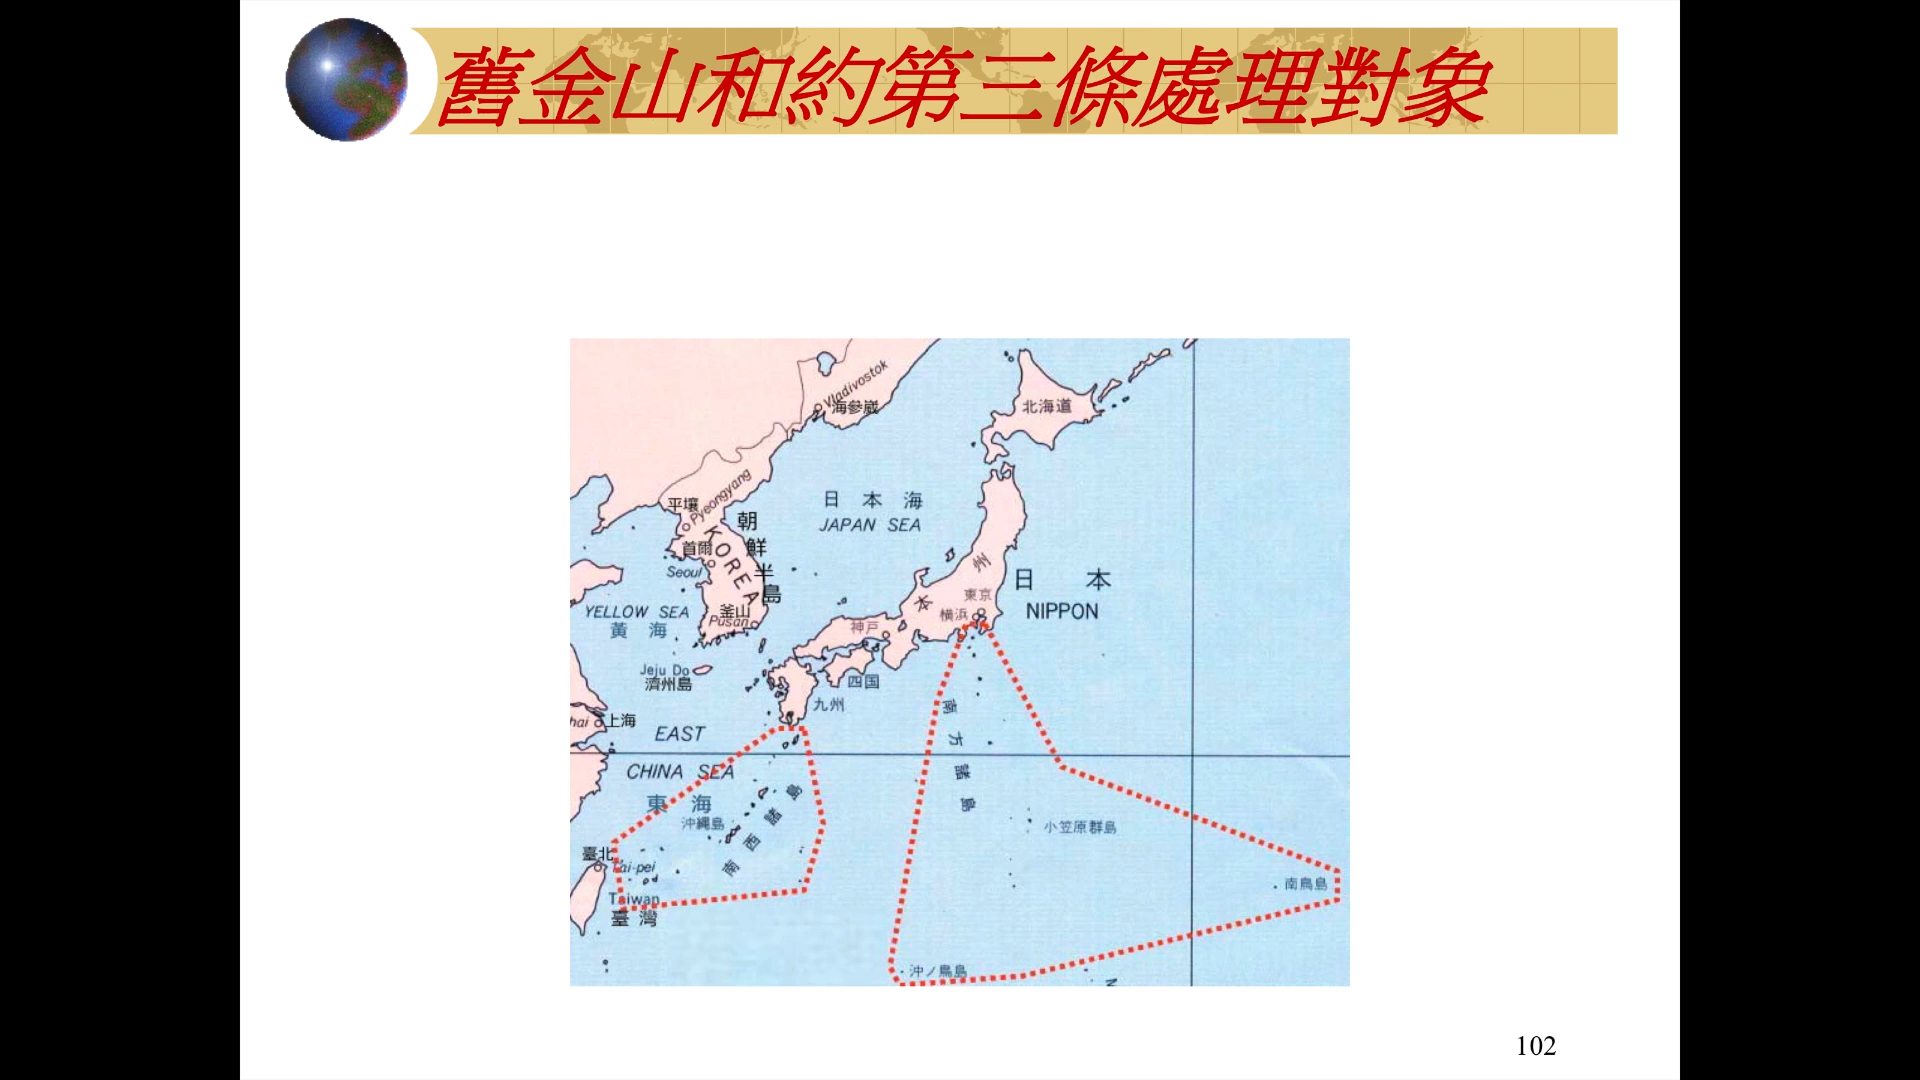 舊金山和約第三條處理對象
Vladivostok
海參崴
北海道
平壤
Pyeongyang
朝鮮半島
KOREA
首爾
Seoul
日本海
JAPAN SEA
本州
東京
横浜
日本
NIPPON
YELLOW SEA
黃海
釜山
Pusan
神戸
Jeju Do
濟州島
四国
九州
hai
上海
EAST
CHINA SEA
東海
沖縄島
南西諸島
南方諸島
小笠原群島
臺北
Tai-pei
Taiwan
臺灣
南鳥島
沖ノ鳥島
102